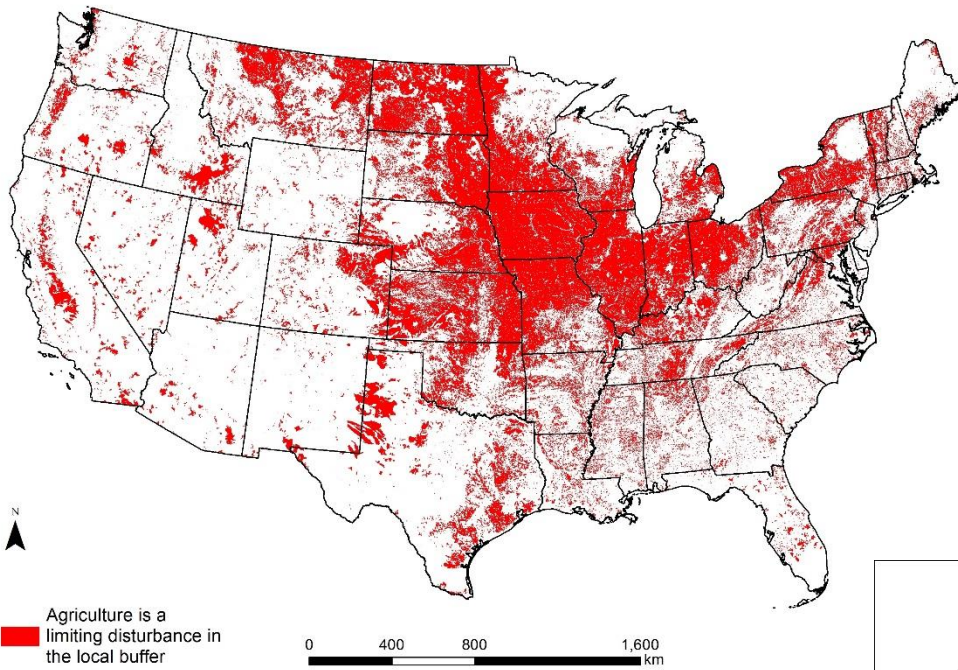 N
Agriculture is a
limiting disturbance in
the local buffer
0 400 800 1,600
km